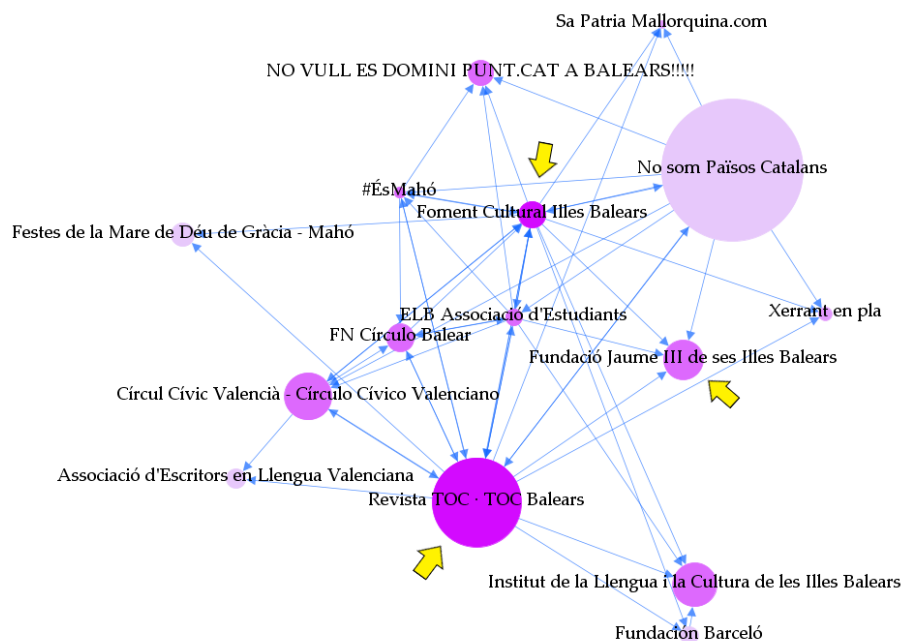 Sa Patria Mallorquina.com
NO VULL ES DOMINI PUNT.CAT A BALEARS!!!!!
No som Països Catalans
#ÉsMahó
Foment Cultural Illes Balears
Festes de la Mare de Déu de Gràcia - Mahó
ELB Associació d'Estudiants
Xerrant en pla
FN Círculo Balear
Fundació Jaume III de ses Illes Balears
Círcul Cívic Valencià - Círculo Cívico Valenciano
Associació d'Escritors en Llengua Valenciana
Revista TOC · TOC Balears
Institut de la Llengua i la Cultura de les Illes Balears
Fundación Barceló